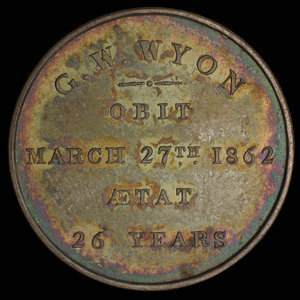 G. W. WYON
OBIT
MARCH 27TH 1862
ÆTAT
26 YEARS